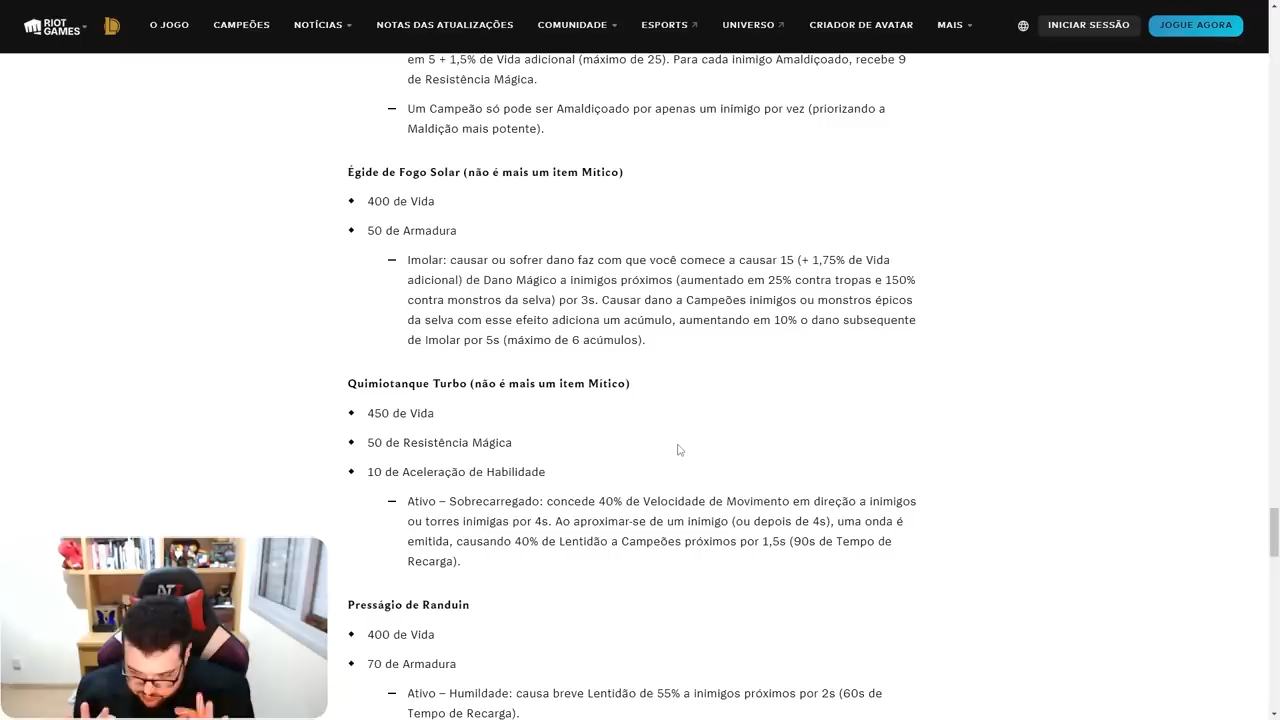 RIOT GAMES
O JOGO
CAMPEÕES
NOTÍCIAS
NOTAS DAS ATUALIZAÇÕES
COMUNIDADE
ESPORTS
UNIVERSO
CRIADOR DE AVATAR
MAIS
INICIAR SESSÃO
JOGUE AGORA
em 5 + 1,5% de Vida adicional (máximo de 25). Para cada inimigo Amaldiçoado, recebe 9
de Resistência Mágica.
— Um Campeão só pode ser Amaldiçoado por apenas um inimigo por vez (priorizando a
Maldição mais potente).
Égide de Fogo Solar (não é mais um item Mítico)
400 de Vida
50 de Armadura
— Imolar: causar ou sofrer dano faz com que você comece a causar 15 (+ 1,75% de Vida
adicional) de Dano Mágico a inimigos próximos (aumentado em 25% contra tropas e 150%
contra monstros da selva) por 3s. Causar dano a Campeões inimigos ou monstros épicos
da selva com esse efeito adiciona um acúmulo, aumentando em 10% o dano subsequente
de Imolar por 5s (máximo de 6 acúmulos).
Quimiotanque Turbo (não é mais um item Mítico)
450 de Vida
50 de Resistência Mágica
10 de Aceleração de Habilidade
— Ativo – Sobrecarregado: concede 40% de Velocidade de Movimento em direção a inimigos
ou torres inimigas por 4s. Ao aproximar-se de um inimigo (ou depois de 4s), uma onda é
emitida, causando 40% de Lentidão a Campeões próximos por 1,5s (90s de Tempo de
Recarga).
Presságio de Randuin
400 de Vida
70 de Armadura
— Ativo – Humildade: causa breve Lentidão de 55% a inimigos próximos por 2s (60s de
Tempo de Recarga).